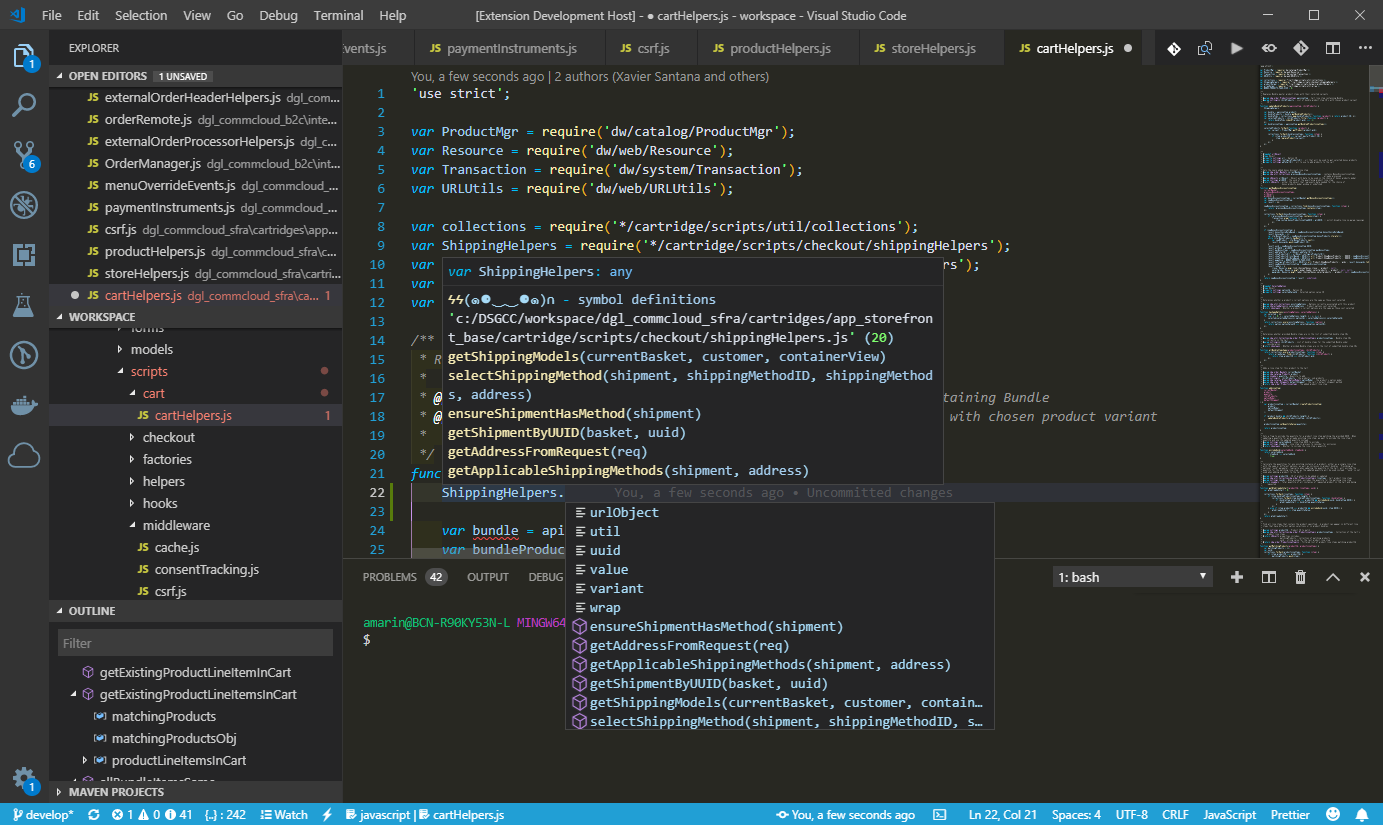 File Edit Selection View Go Debug Terminal Help
[Extension Development Host] - ● cartHelpers.js - workspace - Visual Studio Code
EXPLORER
OPEN EDITORS 1 UNSAVED
JS externalOrderHeaderHelpers.js dgl_com...
JS orderRemote.js dgl_commcloud_b2c\inte...
JS externalOrderProcessorHelpers.js dgl_c...
JS OrderManager.js dgl_commcloud_b2c\int...
JS menuOverrideEvents.js dgl_commcloud_...
JS paymentInstruments.js dgl_commcloud_...
JS csrf.js dgl_commcloud_sfra\cartridges\app...
JS productHelpers.js dgl_commcloud_sfra\c...
JS storeHelpers.js dgl_commcloud_sfra\cartri...
● JS cartHelpers.js dgl_commcloud_sfra\ca... 1
WORKSPACE
forms
models
scripts
cart
JS cartHelpers.js 1
checkout
factories
helpers
hooks
middleware
JS cache.js
JS consentTracking.js
JS csrf.js
OUTLINE
Filter
getExistingProductLineItemInCart
getExistingProductLineItemsInCart
matchingProducts
matchingProductsObj
productLineItemsInCart
allBundleItemsSame
MAVEN PROJECTS
1
6
1
Events.js JS paymentInstruments.js JS csrf.js JS productHelpers.js JS storeHelpers.js JS cartHelpers.js ●
You, a few seconds ago | 2 authors (Xavier Santana and others)
1 'use strict';
2
3 var ProductMgr = require('dw/catalog/ProductMgr');
4 var Resource = require('dw/web/Resource');
5 var Transaction = require('dw/system/Transaction');
6 var URLUtils = require('dw/web/URLUtils');
7
8 var collections = require('*/cartridge/scripts/util/collections');
9 var ShippingHelpers = require('*/cartridge/scripts/checkout/shippingHelpers');
10 var rs');
11 var
12 var
13
14 /**
15 * R
16 *
17 * @ taining Bundle
18 * @ with chosen product variant
19 *
20 */
21 func
22 ShippingHelpers. You, a few seconds ago • Uncommitted changes
23
24 var bundle = api
25 var bundleProduc
var ShippingHelpers: any
ϟϟ(๑⚈ ‿‿ ⚈๑)n - symbol definitions
'c:/DSGCC/workspace/dgl_commcloud_sfra/cartridges/app_storefron
t_base/cartridge/scripts/checkout/shippingHelpers.js' (20)
getShippingModels(currentBasket, customer, containerView)
selectShippingMethod(shipment, shippingMethodID, shippingMethod
s, address)
ensureShipmentHasMethod(shipment)
getShipmentByUUID(basket, uuid)
getAddressFromRequest(req)
getApplicableShippingMethods(shipment, address)
urlObject
util
uuid
value
variant
wrap
ensureShipmentHasMethod(shipment)
getAddressFromRequest(req)
getApplicableShippingMethods(shipment, address)
getShipmentByUUID(basket, uuid)
getShippingModels(currentBasket, customer, contain…
selectShippingMethod(shipment, shippingMethodID, s…
PROBLEMS 42 OUTPUT DEBUG 1: bash
amarin@BCN-R90KY53N-L MINGW64
$
develop* 1 0 41 {..} : 242 Watch javascript | cartHelpers.js You, a few seconds ago Ln 22, Col 21 Spaces: 4 UTF-8 CRLF JavaScript Prettier